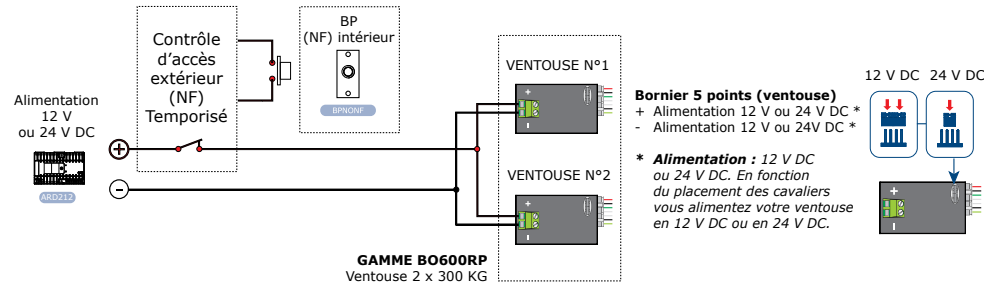 Alimentation
12 V
ou 24 V DC
ARD212
+
-
Contrôle
d'accès
extérieur
(NF)
Temporisé
BP
(NF) intérieur
BPNONF
VENTOUSE N°1
+
-
VENTOUSE N°2
+
-
GAMME BO600RP
Ventouse 2 x 300 KG
Bornier 5 points (ventouse)
+ Alimentation 12 V ou 24 V DC *
- Alimentation 12 V ou 24V DC *
* Alimentation : 12 V DC
ou 24 V DC. En fonction
du placement des cavaliers
vous alimentez votre ventouse
en 12 V DC ou en 24 V DC.
12 V DC
24 V DC
+
-